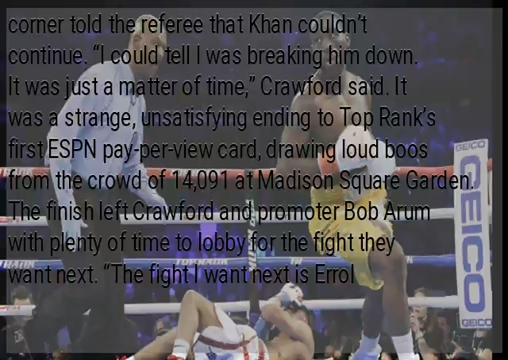 corner told the referee that Khan couldn’t
continue. “I could tell I was breaking him down.
It was just a matter of time,” Crawford said. It
was a strange, unsatisfying ending to Top Rank’s
first ESPN pay-per-view card, drawing loud boos
from the crowd of 14,091 at Madison Square Garden.
The finish left Crawford and promoter Bob Arum
with plenty of time to lobby for the fight they
want next. “The fight I want next is Errol
GEICO
GEICO
GEICO